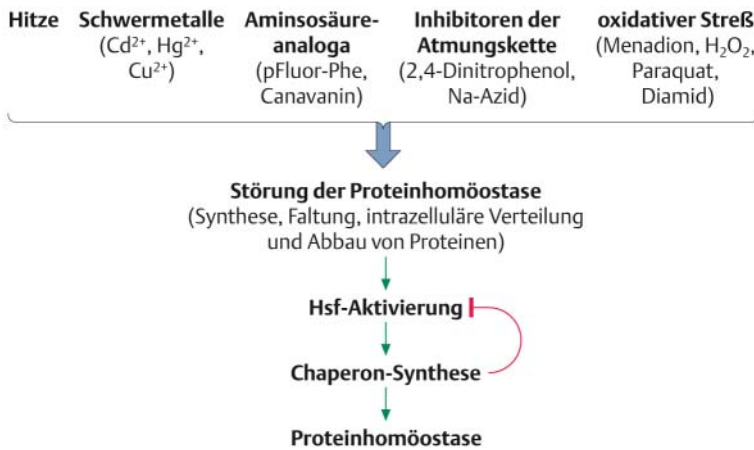 Hitze
Schwermetalle
(Cd²⁺, Hg²⁺,
Cu²⁺)
Aminsosäure-
analoga
(pFluor-Phe,
Canavanin)
Inhibitoren der
Atmungskette
(2,4-Dinitrophenol,
Na-Azid)
oxidativer Streß
(Menadion, H₂O₂,
Paraquat,
Diamid)
Störung der Proteinhomöostase
(Synthese, Faltung, intrazelluläre Verteilung
und Abbau von Proteinen)
Hsf-Aktivierung
Chaperon-Synthese
Proteinhomöostase